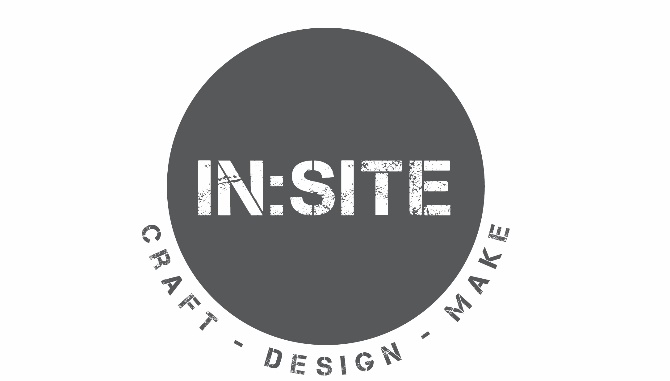 IN:SITE
CRAFT - DESIGN - MAKE